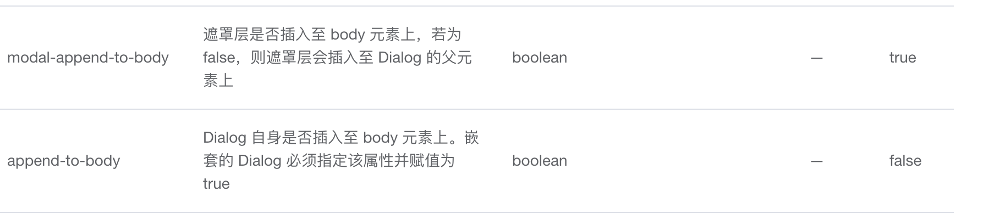 modal-append-to-body
遮罩层是否插入至 body 元素上，若为
false，则遮罩层会插入至 Dialog 的父元
素上
boolean
—
true
append-to-body
Dialog 自身是否插入至 body 元素上。嵌
套的 Dialog 必须指定该属性并赋值为
true
boolean
—
false